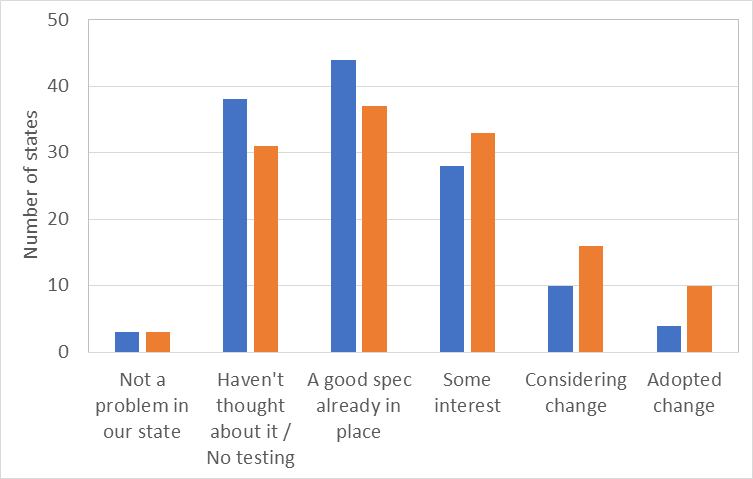 50
40
30
20
10
0
Number of states
Not a
problem in
our state
Haven't
thought
about it /
No testing
A good spec
already in
place
Some
interest
Considering
change
Adopted
change